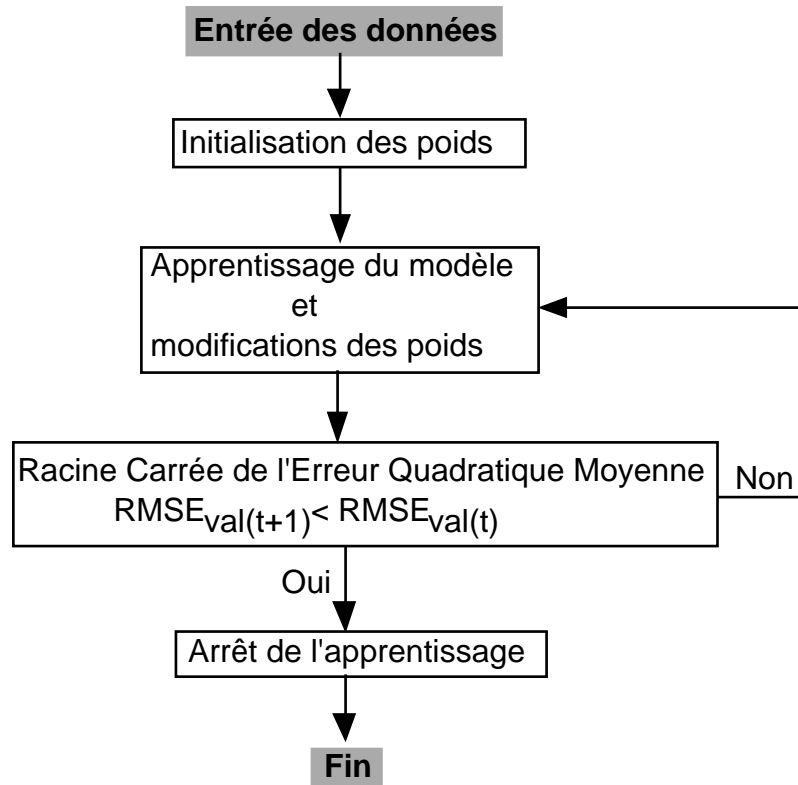 Entrée des données
Initialisation des poids
Apprentissage du modèle
et
modifications des poids
Racine Carrée de l'Erreur Quadratique Moyenne
RMSEval(t+1)< RMSEval(t)
Non
Oui
Arrêt de l'apprentissage
Fin